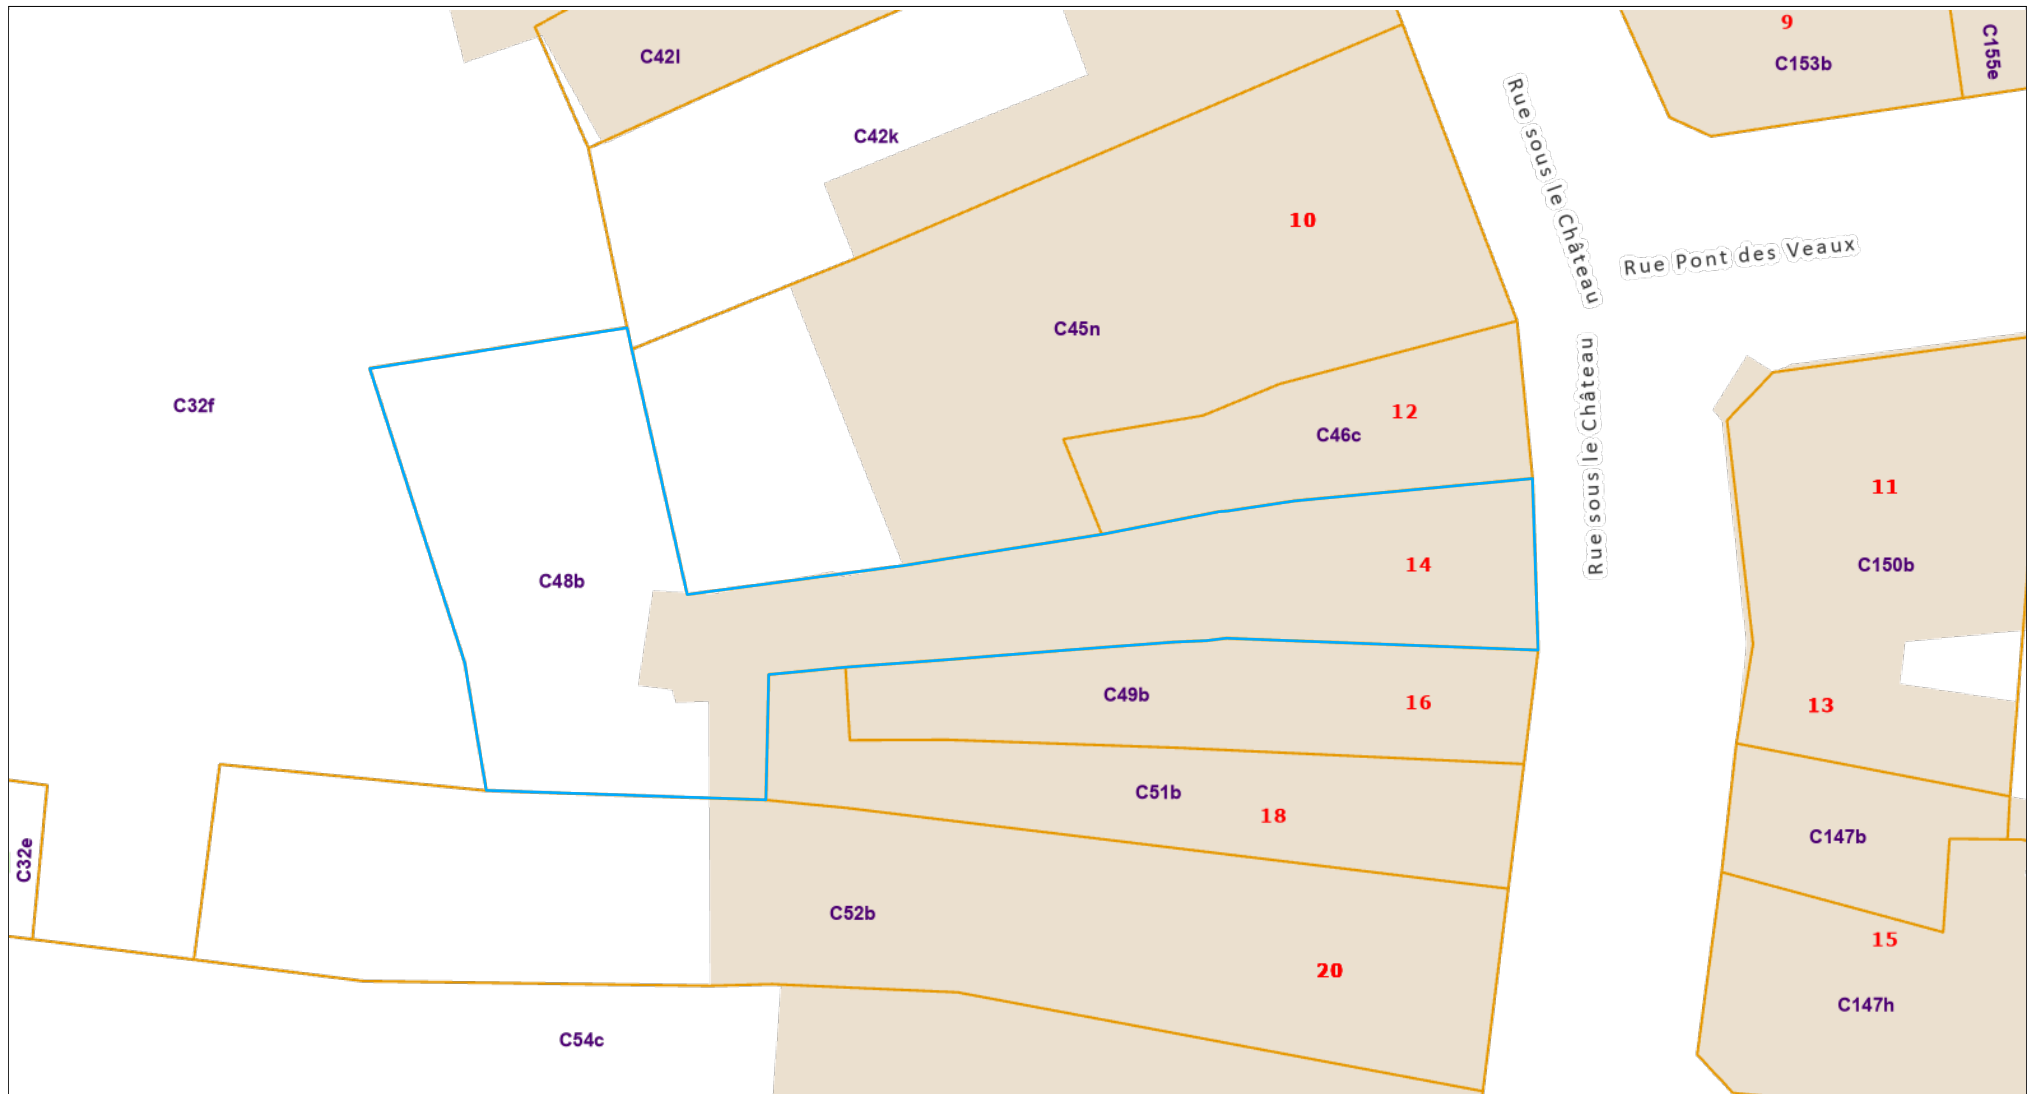 9
C42l
C153b
C155e
C42k
Rue sous le Château
10
Rue Pont des Veaux
C45n
C32f
12
C46c
Rue sous le Château
11
14
C48b
C150b
C49b
16
13
C51b
18
C147b
C32e
C52b
15
20
C147h
C54c